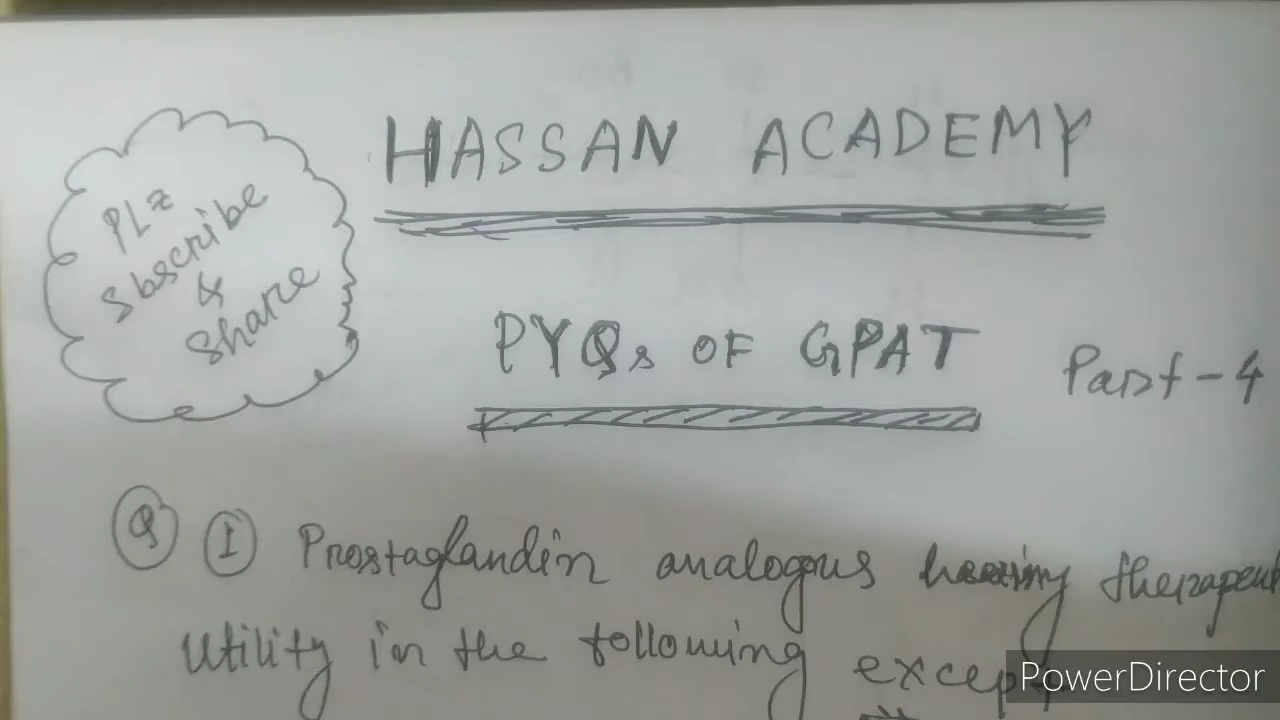 HASSAN ACADEMY
PLz
Sbscribe
&
Share
PYQs OF GPAT
Part-4
Q I Prostaglandin analogous having therapeut
utility in the following except
PowerDirector